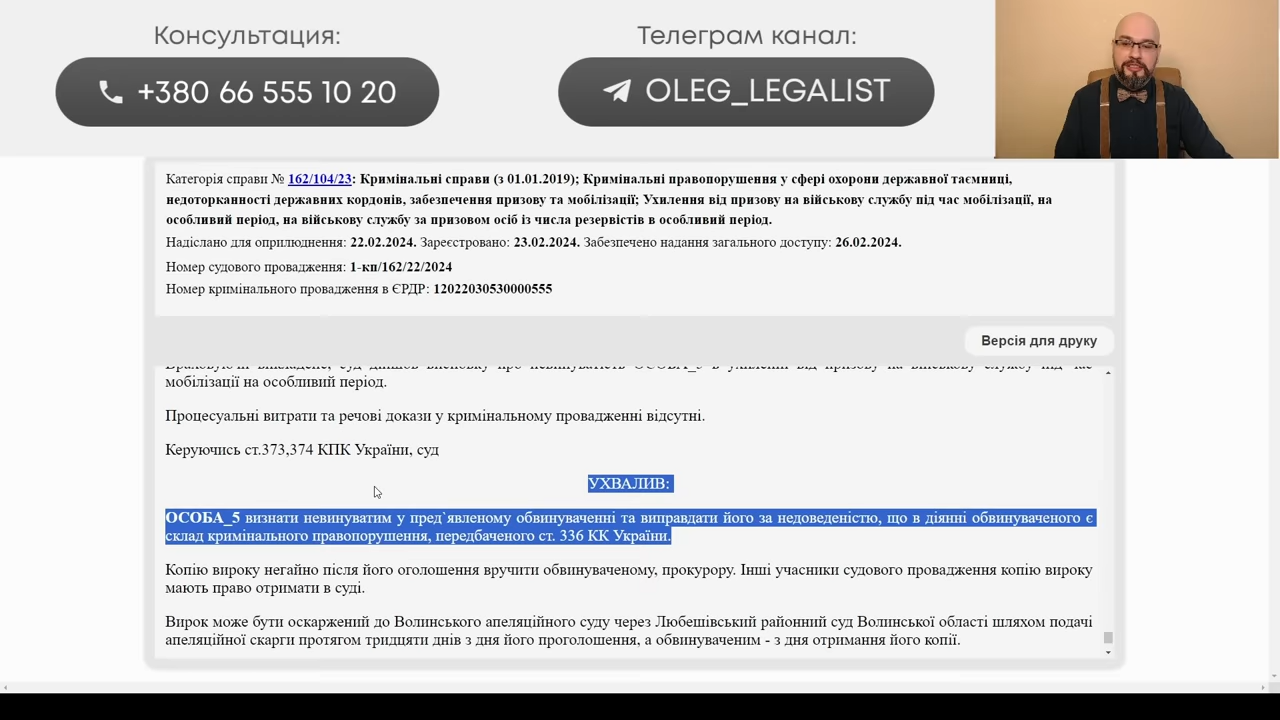 Консультация:
Телеграм канал:
+380 66 555 10 20
OLEG_LEGALIST
Категорія справи № 162/104/23: Кримінальні справи (з 01.01.2019); Кримінальні правопорушення у сфері охорони державної таємниці,
недоторканності державних кордонів, забезпечення призову та мобілізації; Ухилення від призову на військову службу під час мобілізації, на
особливий період, на військову службу за призовом осіб із числа резервістів в особливий період.
Надіслано для оприлюднення: 22.02.2024. Зареєстровано: 23.02.2024. Забезпечено надання загального доступу: 26.02.2024.
Номер судового провадження: 1-кп/162/22/2024
Номер кримінального провадження в ЄРДР: 12022030530000555
Версія для друку
мобілізації на особливий період.
Процесуальні витрати та речові докази у кримінальному провадженні відсутні.
Керуючись ст.373,374 КПК України, суд
УХВАЛИВ:
ОСОБА_5 визнати невинуватим у пред`явленому обвинуваченні та виправдати його за недоведеністю, що в діянні обвинуваченого є
склад кримінального правопорушення, передбаченого ст. 336 КК України.
Копію вироку негайно після його оголошення вручити обвинуваченому, прокурору. Інші учасники судового провадження копію вироку
мають право отримати в суді.
Вирок може бути оскаржений до Волинського апеляційного суду через Любешівський районний суд Волинської області шляхом подачі
апеляційної скарги протягом тридцяти днів з дня його проголошення, а обвинуваченим - з дня отримання його копії.